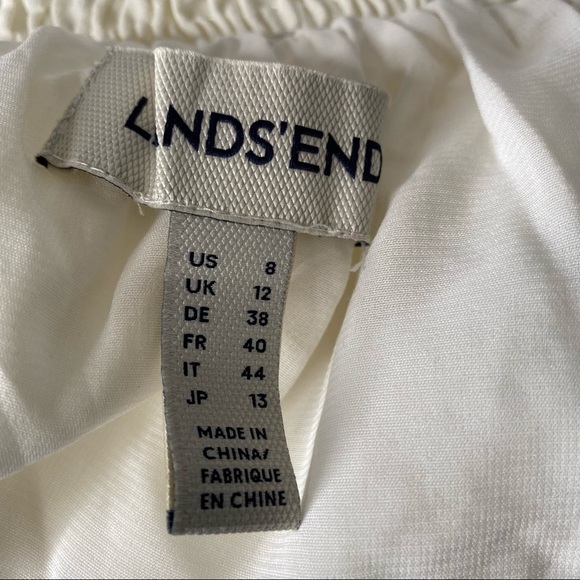 LANDS'END
US 8
UK 12
DE 38
FR 40
IT 44
JP 13
MADE IN
CHINA/
FABRIQUE
EN CHINE